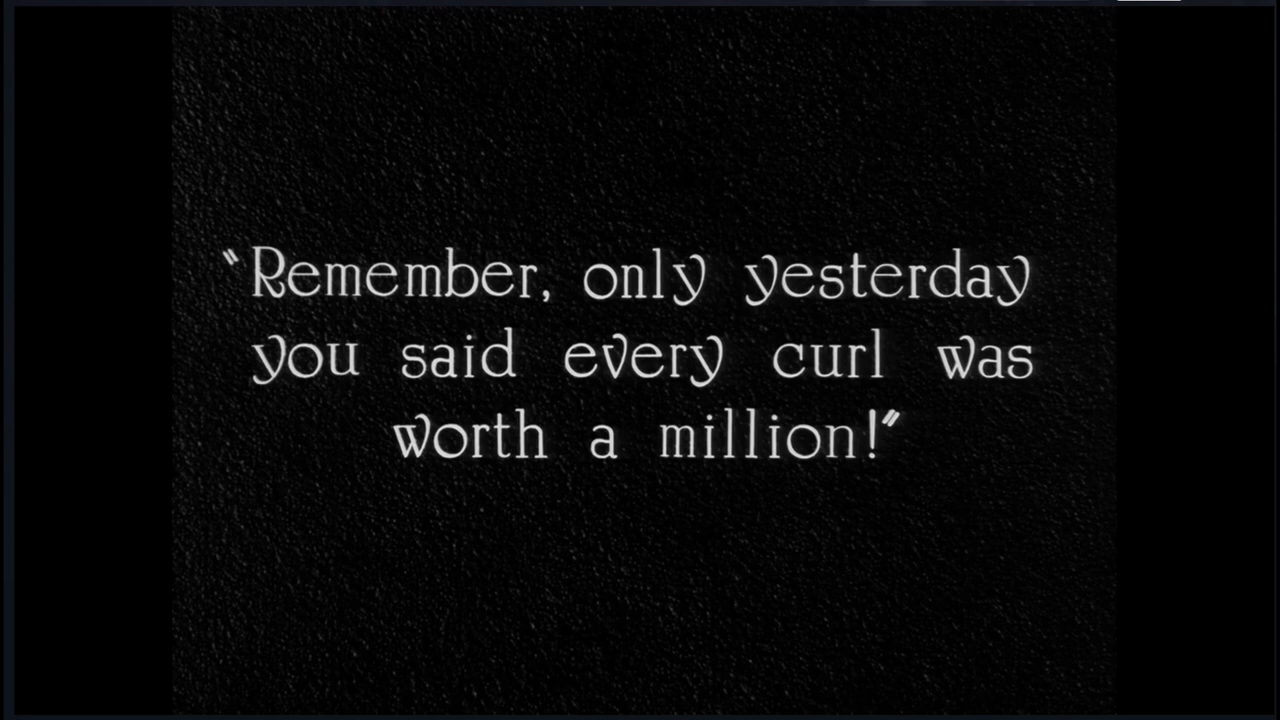 “Remember, only yesterday
you said every curl was
worth a million!”